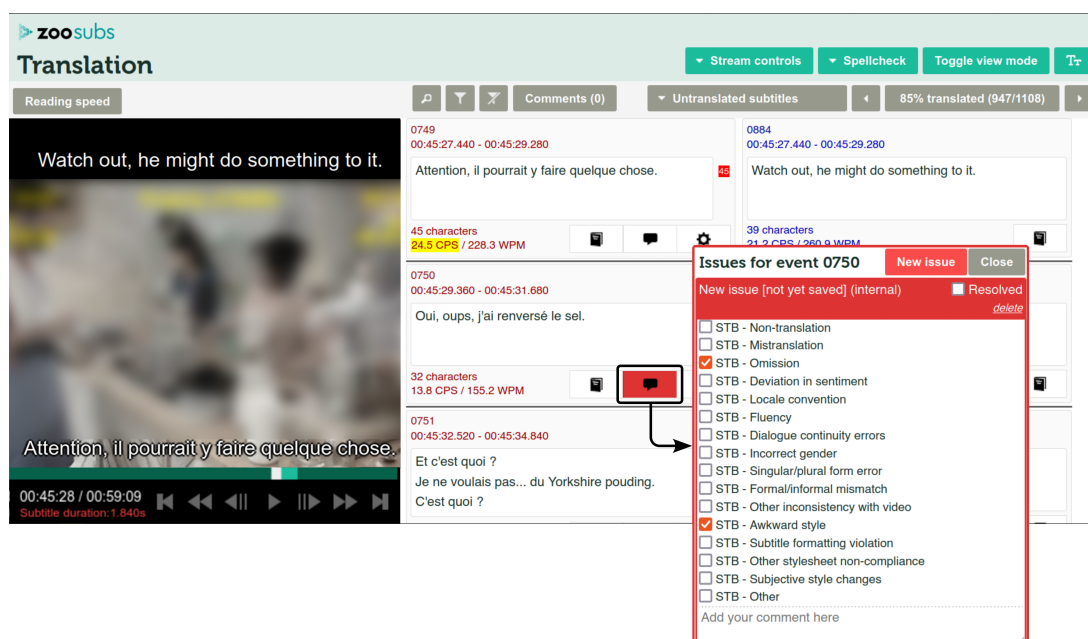 zoosubs
Translation
Stream controls
Spellcheck
Toggle view mode
Tт
Reading speed
Comments (0)
Untranslated subtitles
85% translated (947/1108)
Watch out, he might do something to it.
Attention, il pourrait y faire quelque chose.
00:45:28 / 00:59:09
Subtitle duration:1.840s
0749
00:45:27.440 - 00:45:29.280
Attention, il pourrait y faire quelque chose.
45
45 characters
24.5 CPS / 228.3 WPM
0884
00:45:27.440 - 00:45:29.280
Watch out, he might do something to it.
39 characters
21.2 CPS / 260.9 WPM
0750
00:45:29.360 - 00:45:31.680
Oui, oups, j'ai renversé le sel.
32 characters
13.8 CPS / 155.2 WPM
0751
00:45:32.520 - 00:45:34.840
Et c'est quoi ?
Je ne voulais pas... du Yorkshire pouding.
C'est quoi ?
Issues for event 0750
New issue
Close
New issue [not yet saved] (internal)
Resolved
delete
STB - Non-translation
STB - Mistranslation
STB - Omission
STB - Deviation in sentiment
STB - Locale convention
STB - Fluency
STB - Dialogue continuity errors
STB - Incorrect gender
STB - Singular/plural form error
STB - Formal/informal mismatch
STB - Other inconsistency with video
STB - Awkward style
STB - Subtitle formatting violation
STB - Other stylesheet non-compliance
STB - Subjective style changes
STB - Other
Add your comment here